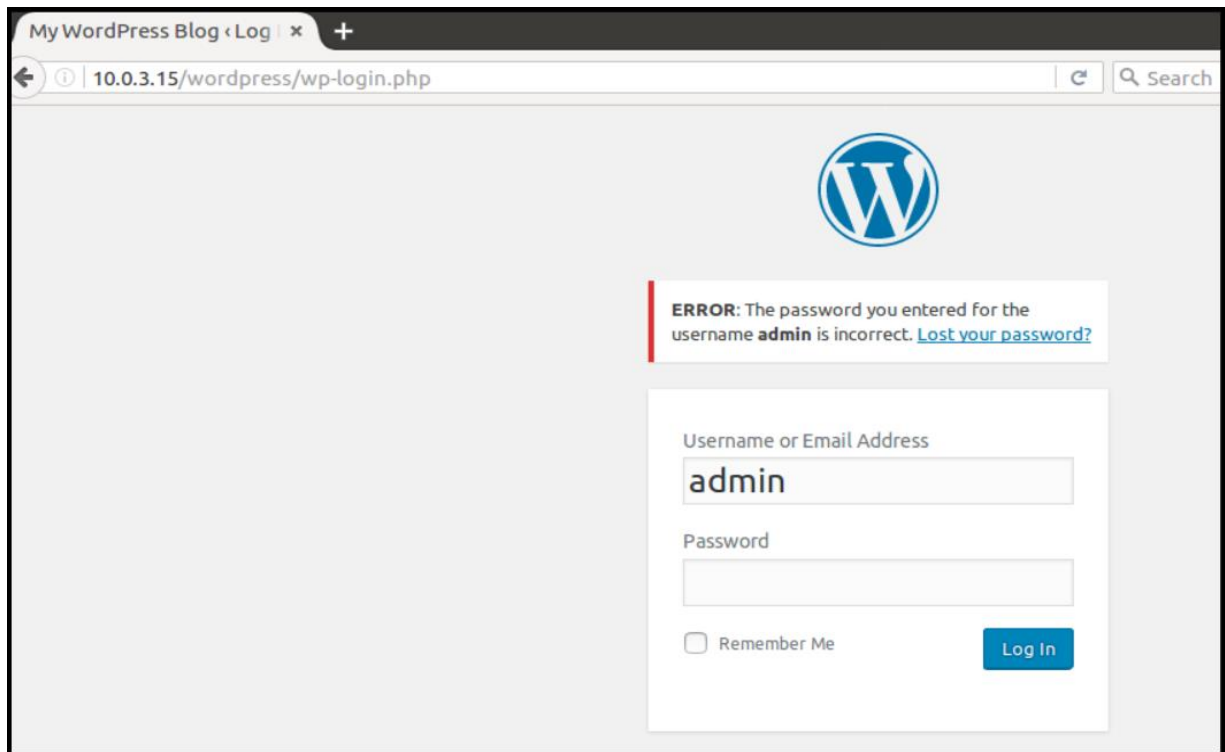 My WordPress Blog ‹ Log
10.0.3.15/wordpress/wp-login.php
Search
ERROR: The password you entered for the
username admin is incorrect. Lost your password?
Username or Email Address
admin
Password
Remember Me
Log In